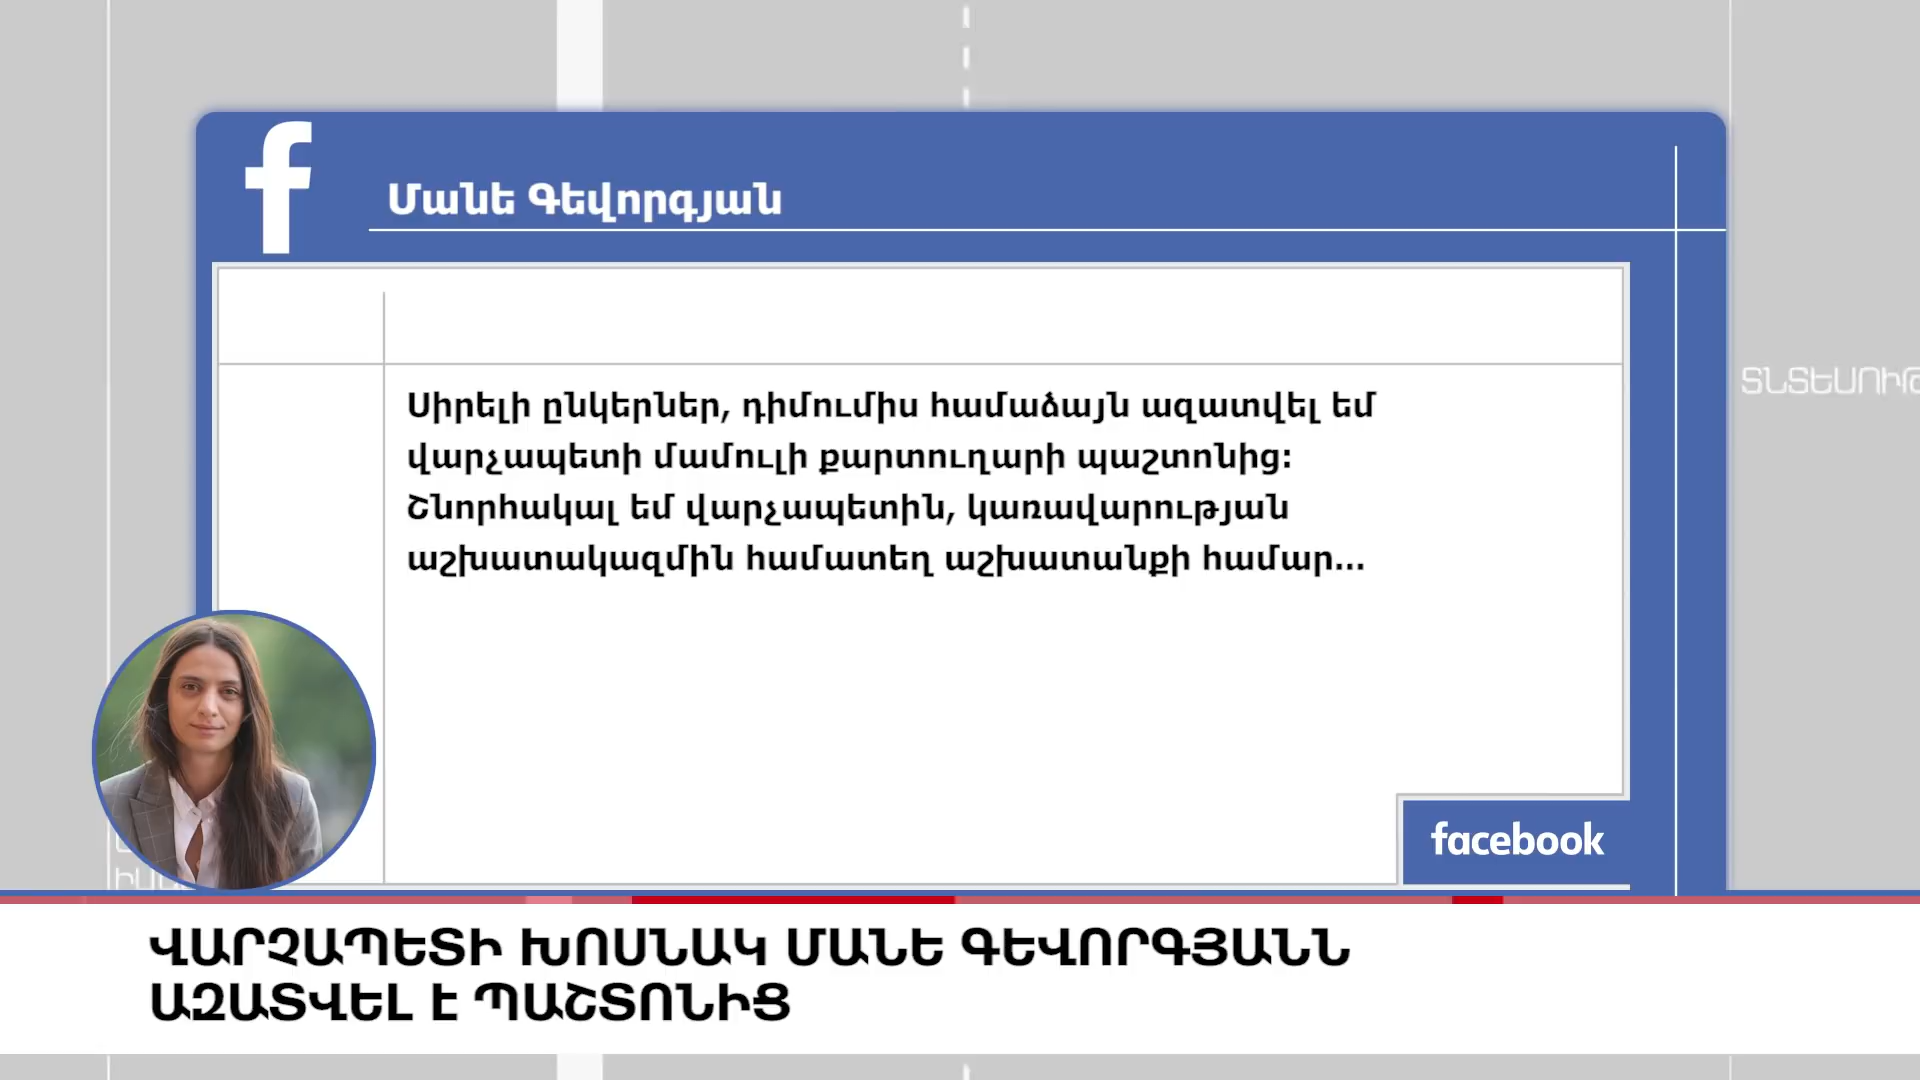 f
Մանե Գեվորգյան
Սիրելի ընկերներ, դիմումիս համաձայն ազատվել եմ
վարչապետի մամուլի քարտուղարի պաշտոնից:
Շնորհակալ եմ վարչապետին, կառավարության
աշխատակազմին համատեղ աշխատանքի համար...
facebook
ՎԱՐՉԱՊԵՏԻ ԽՈՍՆԱԿ ՄԱՆԵ ԳԵՎՈՐԳՅԱՆՆ
ԱԶԱՏՎԵԼ Է ՊԱՇՏՈՆԻՑ